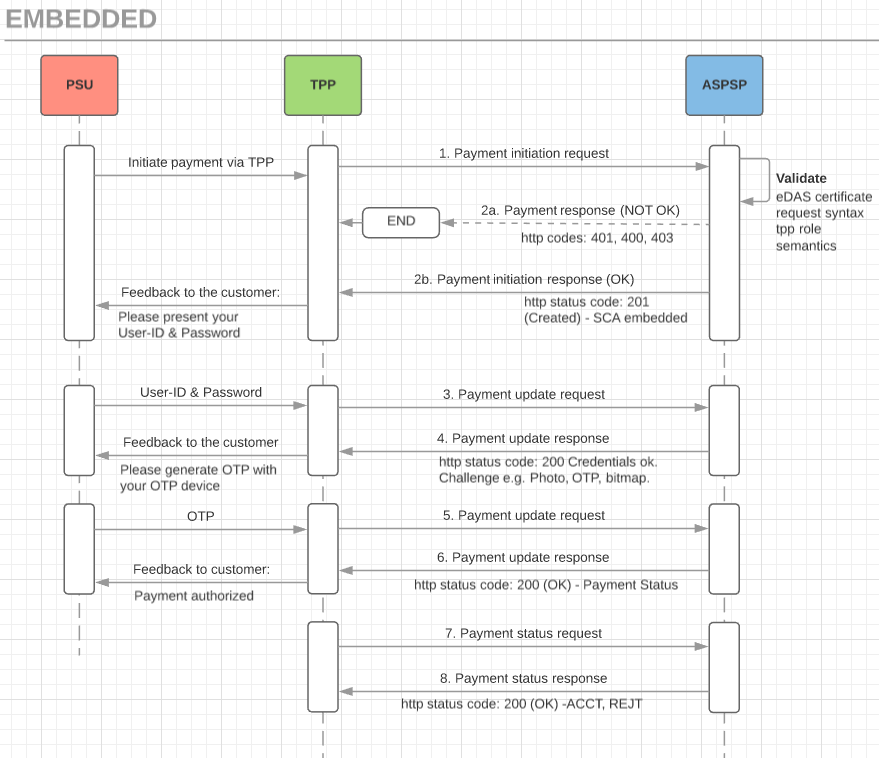 EMBEDDED
PSU
TPP
ASPSP
Initiate payment via TPP
1. Payment initiation request
Validate
eDAS certificate
request syntax
tpp role
semantics
END
2a. Payment response (NOT OK)
http codes: 401, 400, 403
2b. Payment initiation response (OK)
http status code: 201
(Created) - SCA embedded
Feedback to the customer:
Please present your
User-ID & Password
User-ID & Password
3. Payment update request
Feedback to the customer
Please generate OTP with
your OTP device
4. Payment update response
http status code: 200 Credentials ok.
Challenge e.g. Photo, OTP, bitmap.
OTP
5. Payment update request
Feedback to customer:
Payment authorized
6. Payment update response
http status code: 200 (OK) - Payment Status
7. Payment status request
8. Payment status response
http status code: 200 (OK) -ACCT, REJT